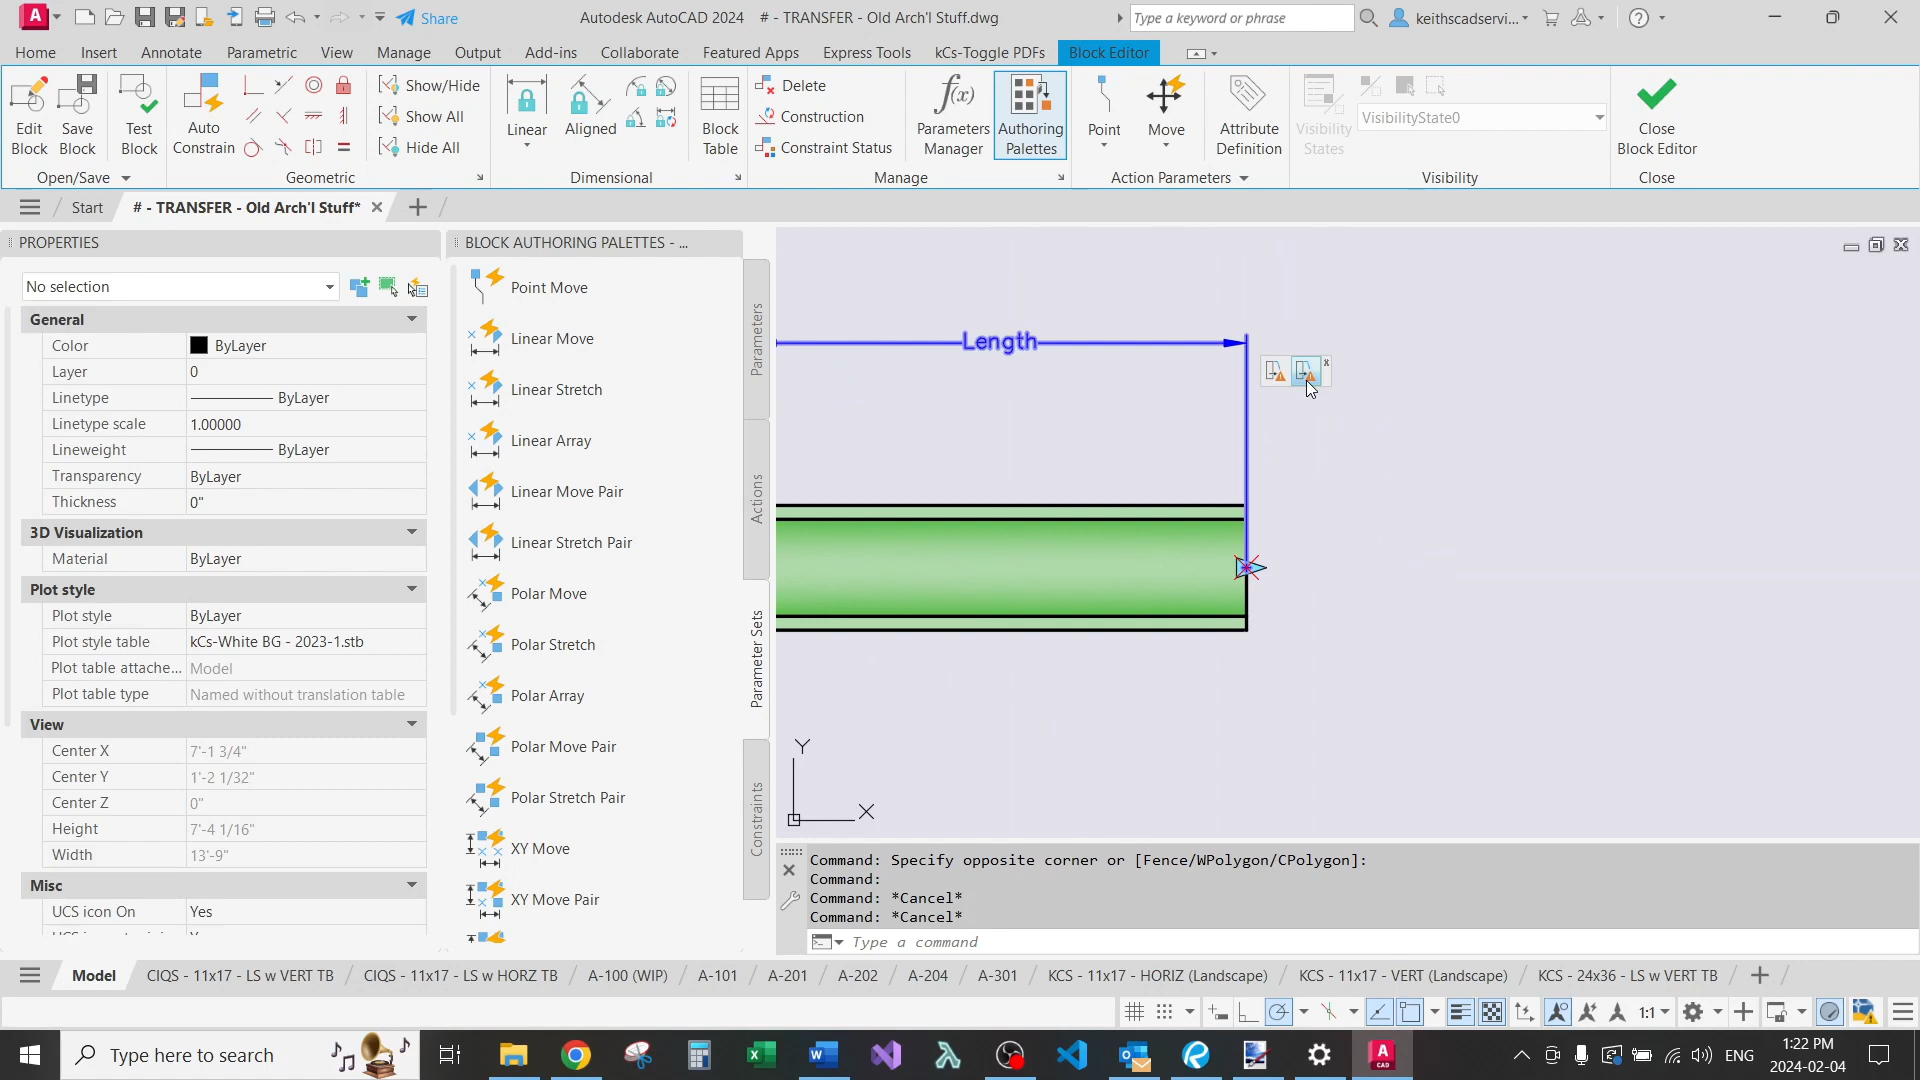 Share
Autodesk AutoCAD 2024 # - TRANSFER - Old Arch'l Stuff.dwg
Type a keyword or phrase
keithscadservi...
Home Insert Annotate Parametric View Manage Output Add-ins Collaborate Featured Apps Express Tools kCs-Toggle PDFs Block Editor
Edit Block
Save Block
Test Block
Open/Save
Auto Constrain
Show/Hide
Show All
Hide All
Geometric
Linear
Aligned
Dimensional
Block Table
Delete
Construction
Constraint Status
Parameters Manager
Authoring Palettes
Manage
Point
Move
Attribute Definition
Action Parameters
Visibility States
VisibilityState0
Visibility
Close Block Editor
Close
Start # - TRANSFER - Old Arch'l Stuff*
PROPERTIES
No selection
General
Color ByLayer
Layer 0
Linetype ByLayer
Linetype scale 1.00000
Lineweight ByLayer
Transparency ByLayer
Thickness 0"
3D Visualization
Material ByLayer
Plot style
Plot style ByLayer
Plot style table kCs-White BG - 2023-1.stb
Plot table attache... Model
Plot table type Named without translation table
View
Center X 7'-1 3/4"
Center Y 1'-2 1/32"
Center Z 0"
Height 7'-4 1/16"
Width 13'-9"
Misc
UCS icon On Yes
BLOCK AUTHORING PALETTES - ...
Point Move
Linear Move
Linear Stretch
Linear Array
Linear Move Pair
Linear Stretch Pair
Polar Move
Polar Stretch
Polar Array
Polar Move Pair
Polar Stretch Pair
XY Move
XY Move Pair
Parameters
Actions
Parameter Sets
Constraints
Length
Y
X
Command: Specify opposite corner or [Fence/WPolygon/CPolygon]:
Command:
Command: *Cancel*
Command: *Cancel*
Type a command
Model CIQS - 11x17 - LS w VERT TB CIQS - 11x17 - LS w HORZ TB A-100 (WIP) A-101 A-201 A-202 A-204 A-301 KCS - 11x17 - HORIZ (Landscape) KCS - 11x17 - VERT (Landscape) KCS - 24x36 - LS w VERT TB
1:1
Type here to search
ENG
1:22 PM
2024-02-04